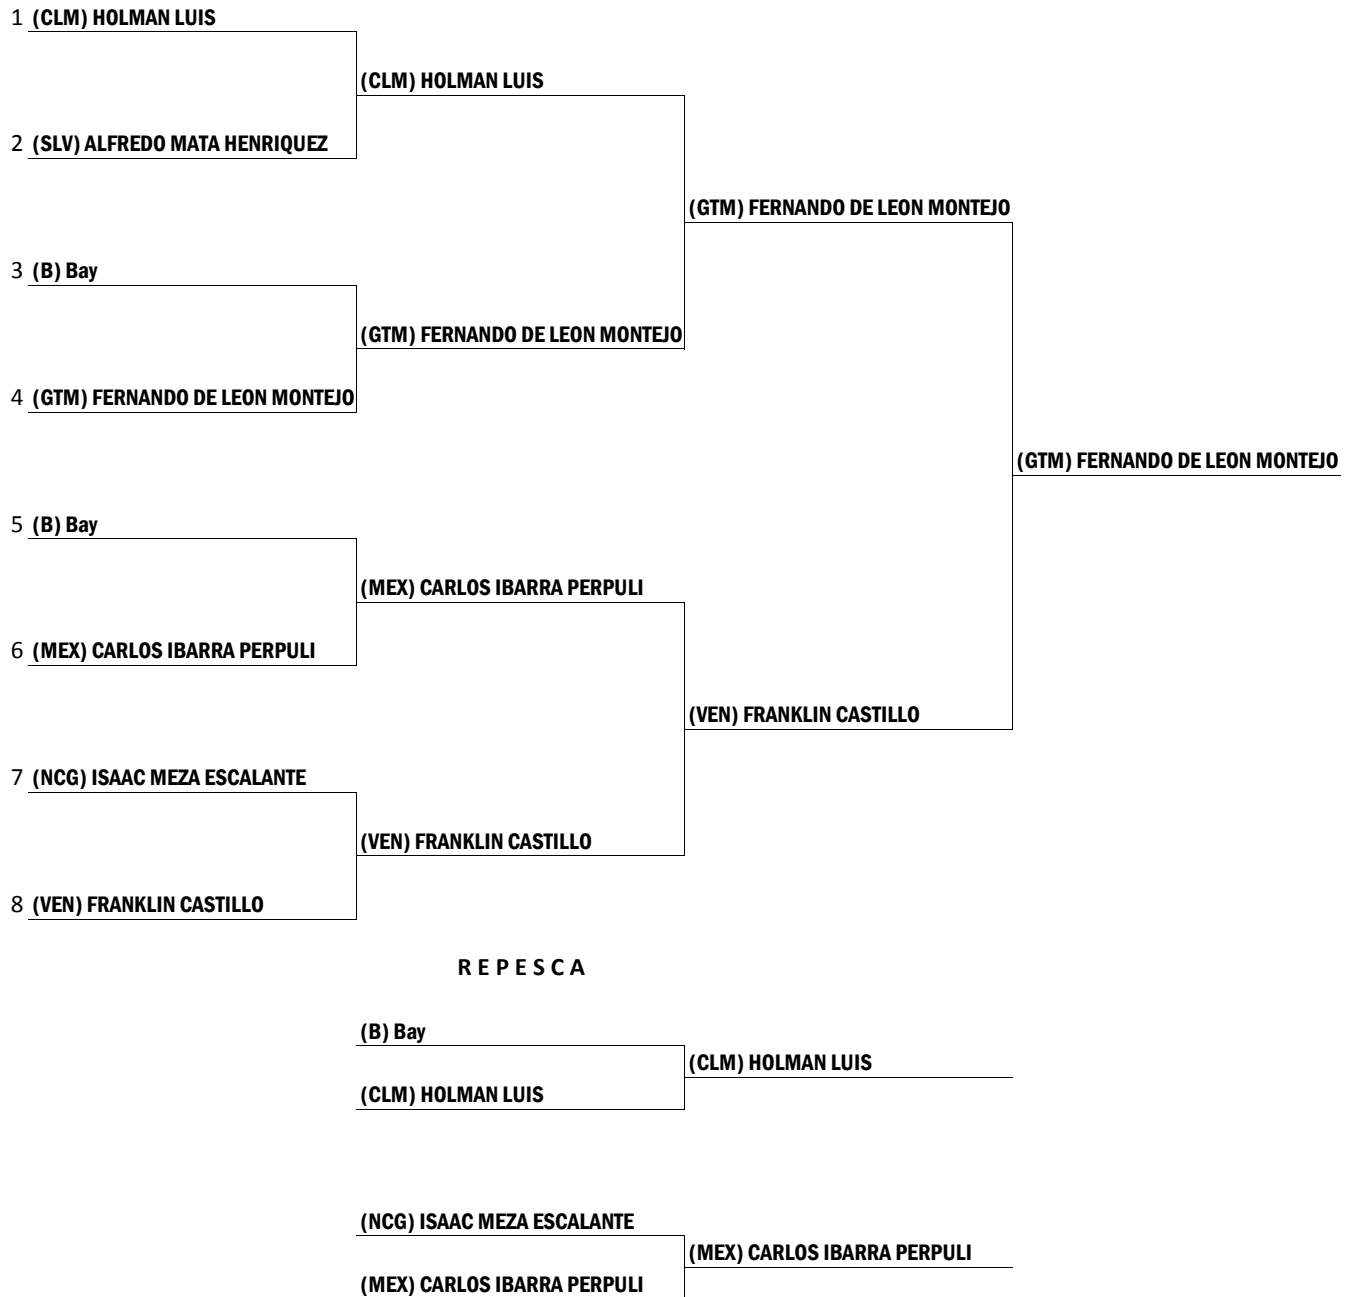 1 (CLM) HOLMAN LUIS
(CLM) HOLMAN LUIS
2 (SLV) ALFREDO MATA HENRIQUEZ
(GTM) FERNANDO DE LEON MONTEJO
3 (B) Bay
(GTM) FERNANDO DE LEON MONTEJO
4 (GTM) FERNANDO DE LEON MONTEJO
(GTM) FERNANDO DE LEON MONTEJO
5 (B) Bay
(MEX) CARLOS IBARRA PERPULI
6 (MEX) CARLOS IBARRA PERPULI
(VEN) FRANKLIN CASTILLO
7 (NCG) ISAAC MEZA ESCALANTE
(VEN) FRANKLIN CASTILLO
8 (VEN) FRANKLIN CASTILLO
R E P E S C A
(B) Bay
(CLM) HOLMAN LUIS
(CLM) HOLMAN LUIS
(NCG) ISAAC MEZA ESCALANTE
(MEX) CARLOS IBARRA PERPULI
(MEX) CARLOS IBARRA PERPULI